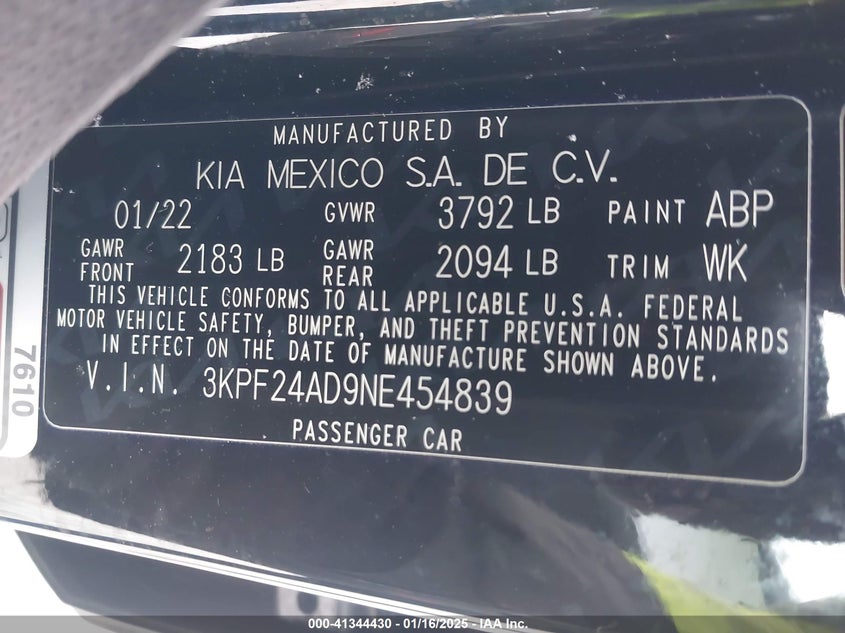 MANUFACTURED BY
KIA MEXICO S.A. DE C.V.
01/22 GVWR 3792 LB PAINT ABP
GAWR FRONT 2183 LB GAWR REAR 2094 LB TRIM WK
THIS VEHICLE CONFORMS TO ALL APPLICABLE U.S.A. FEDERAL
MOTOR VEHICLE SAFETY, BUMPER, AND THEFT PREVENTION STANDARDS
IN EFFECT ON THE DATE OF MANUFACTURE SHOWN ABOVE.
V.I.N. 3KPF24AD9NE454839
PASSENGER CAR
7610
000-41344430 - 01/16/2025 - IAA Inc.